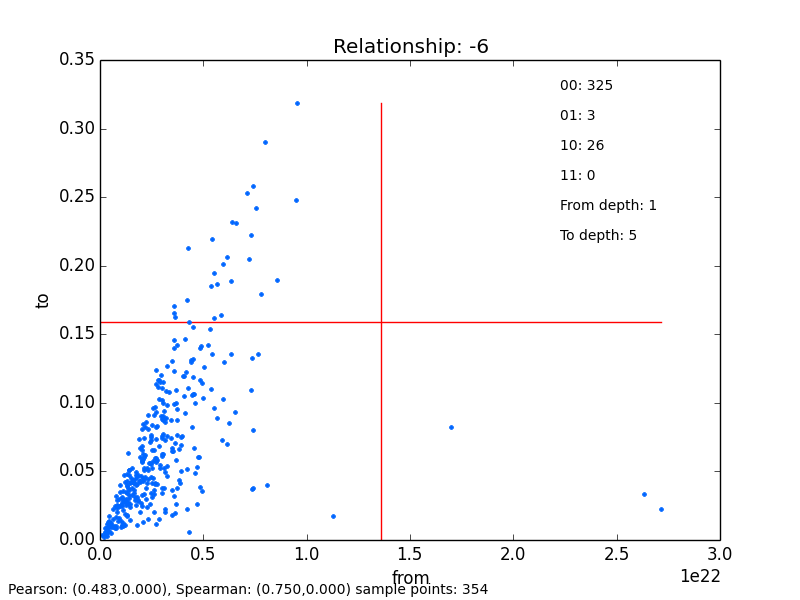 Relationship: -6
0.35
0.30
0.25
0.20
0.15
0.10
0.05
0.00
to
00: 325
01: 3
10: 26
11: 0
From depth: 1
To depth: 5
0.0 0.5 1.0 1.5 2.0 2.5 3.0
from
1e22
Pearson: (0.483,0.000), Spearman: (0.750,0.000) sample points: 354